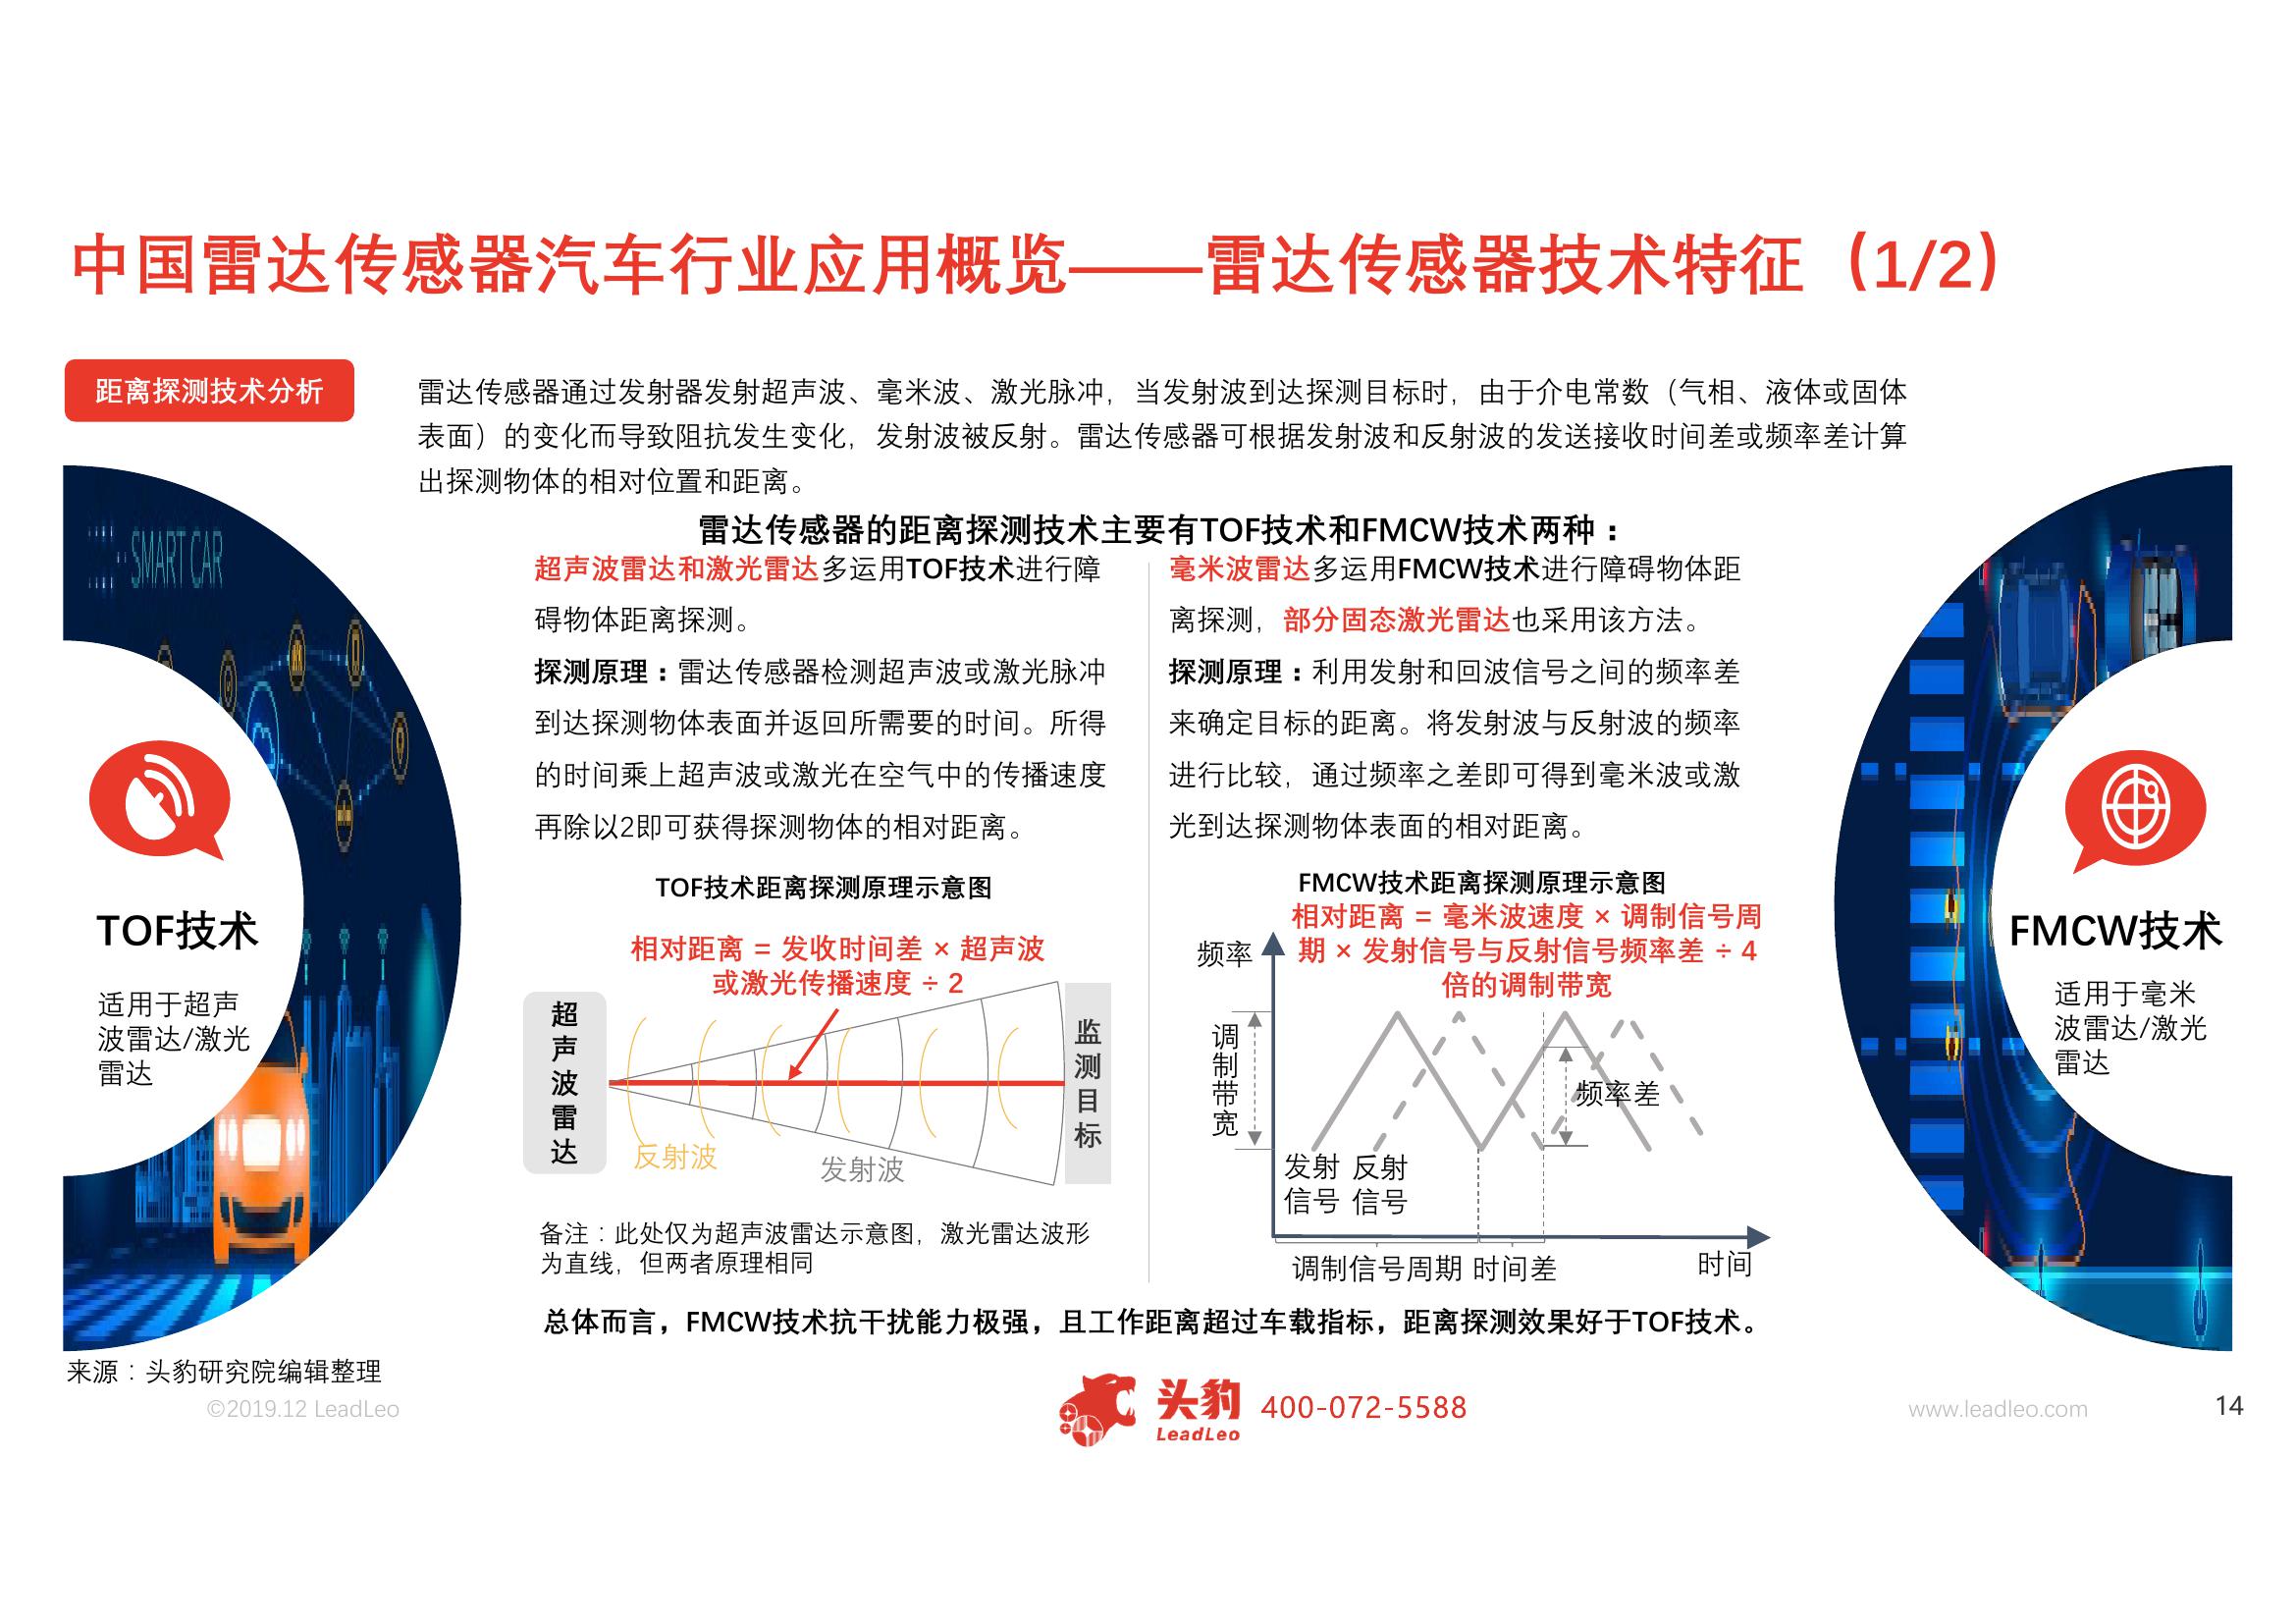 中国雷达传感器汽车行业应用概览——雷达传感器技术特征（1/2）
距离探测技术分析
雷达传感器通过发射器发射超声波、毫米波、激光脉冲，当发射波到达探测目标时，由于介电常数（气相、液体或固体
表面）的变化而导致阻抗发生变化，发射波被反射。雷达传感器可根据发射波和反射波的发送接收时间差或频率差计算
出探测物体的相对位置和距离。
雷达传感器的距离探测技术主要有TOF技术和FMCW技术两种：
SMART CAR
TOF技术
适用于超声
波雷达/激光
雷达
超声波雷达和激光雷达多运用TOF技术进行障
碍物体距离探测。
探测原理：雷达传感器检测超声波或激光脉冲
到达探测物体表面并返回所需要的时间。所得
的时间乘上超声波或激光在空气中的传播速度
再除以2即可获得探测物体的相对距离。
TOF技术距离探测原理示意图
相对距离 = 发收时间差 × 超声波
或激光传播速度 ÷ 2
超声波雷达
监测目标
反射波
发射波
备注：此处仅为超声波雷达示意图，激光雷达波形
为直线，但两者原理相同
毫米波雷达多运用FMCW技术进行障碍物体距
离探测，部分固态激光雷达也采用该方法。
探测原理：利用发射和回波信号之间的频率差
来确定目标的距离。将发射波与反射波的频率
进行比较，通过频率之差即可得到毫米波或激
光到达探测物体表面的相对距离。
FMCW技术距离探测原理示意图
相对距离 = 毫米波速度 × 调制信号周
期 × 发射信号与反射信号频率差 ÷ 4
倍的调制带宽
频率
调制带宽
频率差
发射 反射
信号 信号
调制信号周期 时间差
时间
FMCW技术
适用于毫米
波雷达/激光
雷达
总体而言，FMCW技术抗干扰能力极强，且工作距离超过车载指标，距离探测效果好于TOF技术。
来源：头豹研究院编辑整理
©2019.12 LeadLeo
头豹
LeadLeo
400-072-5588
www.leadleo.com
14